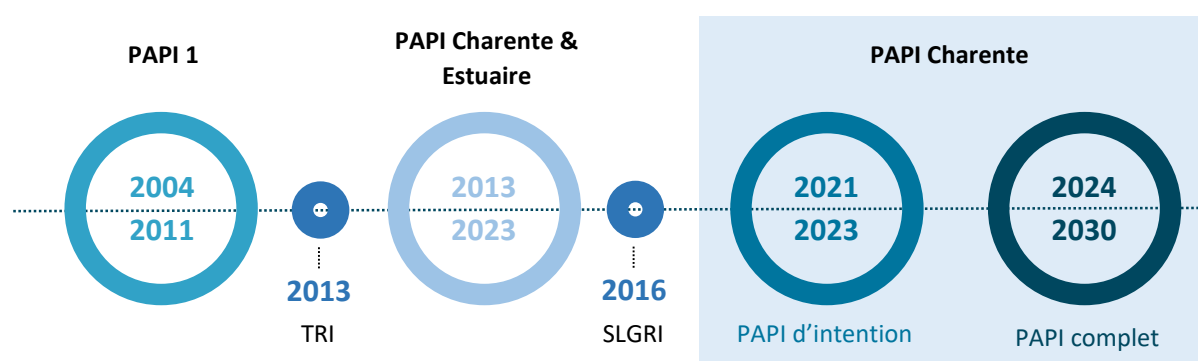 PAPI 1
PAPI Charente &
Estuaire
PAPI Charente
2004
2011
2013
TRI
2013
2023
2016
SLGRI
2021
2023
PAPI d’intention
2024
2030
PAPI complet